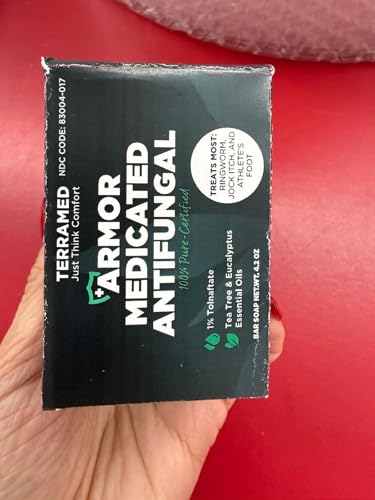 NDC CODE: 83004-017
TERRAMED
Just Think Comfort
ARMOR
MEDICATED
ANTIFUNGAL
100% Pure-Certified
TREATS MOST:
RINGWORM,
JOCK ITCH, AND
ATHLETE'S
FOOT
1% Tolnaftate
Tea Tree & Eucalyptus
Essential Oils
BAR SOAP NET.WT. 4.2 OZ